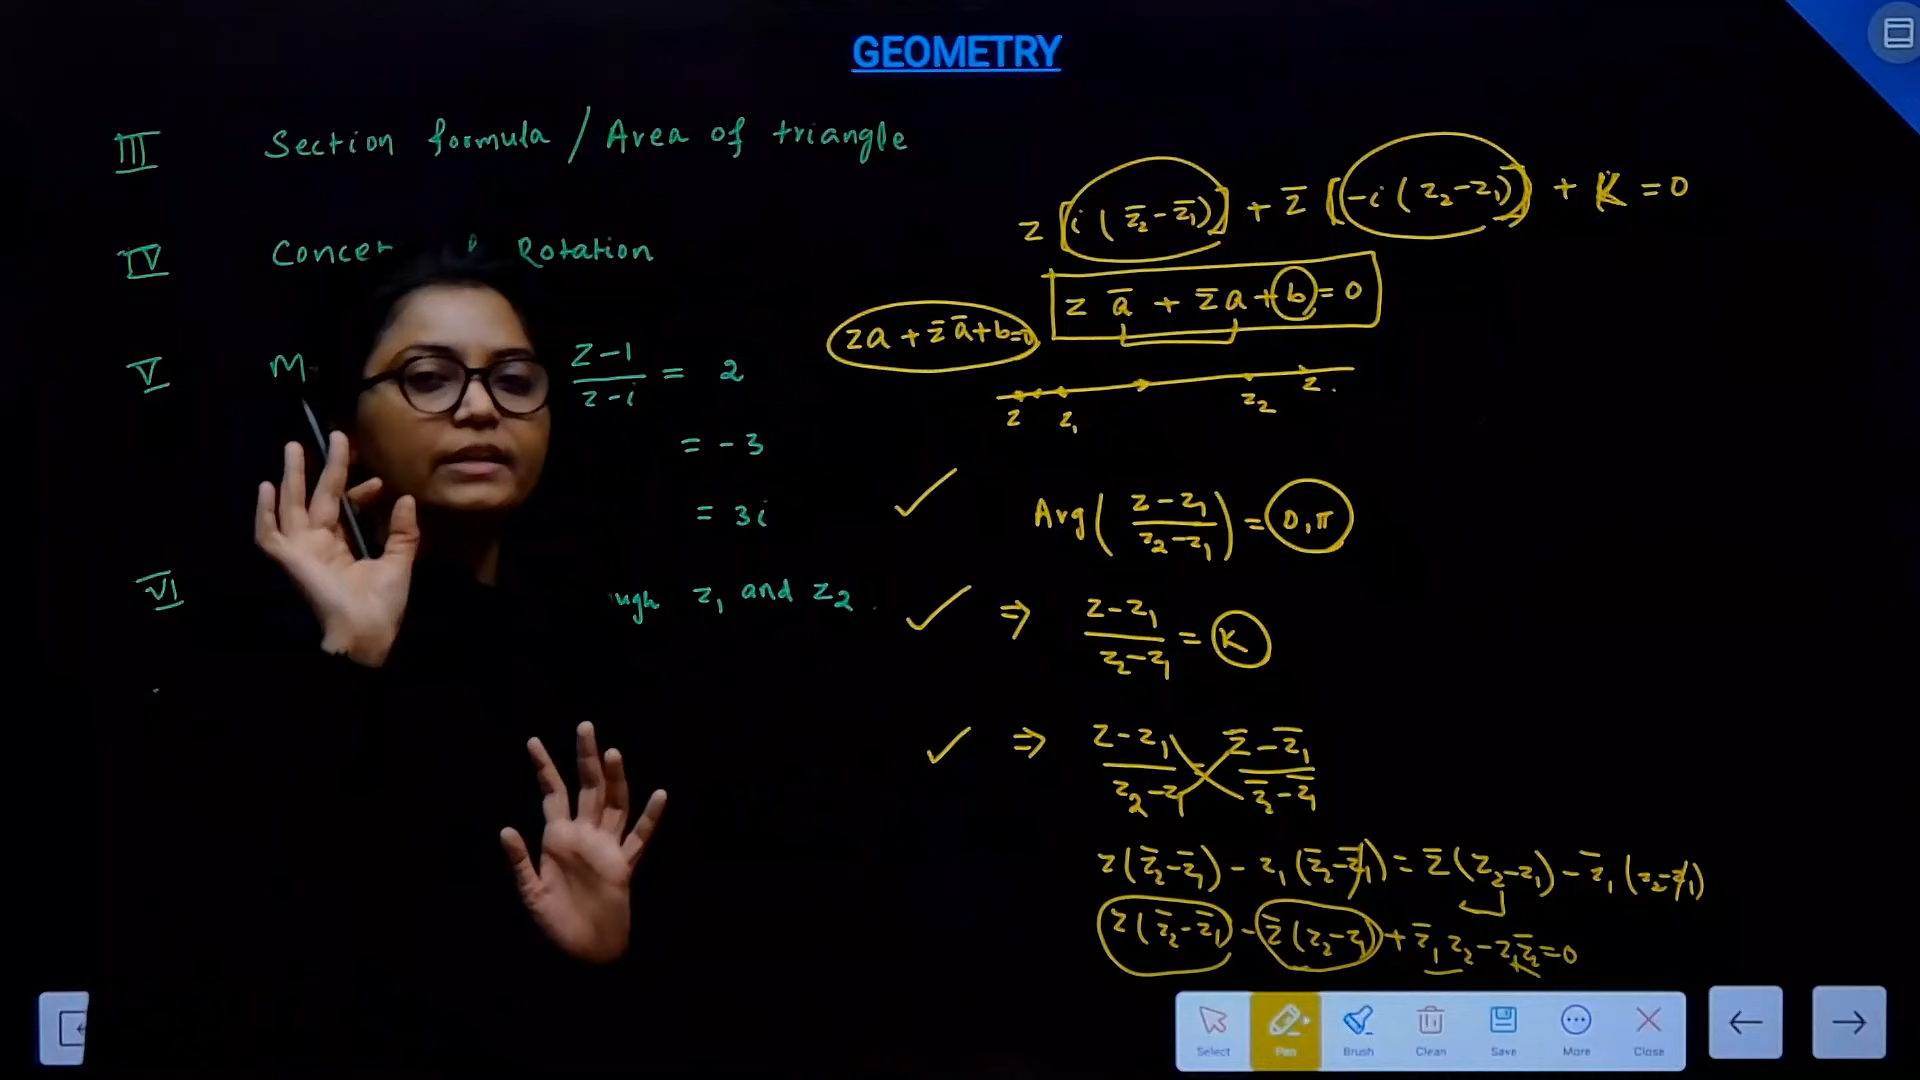 GEOMETRY
III Section formula / Area of triangle
IV Rotation
V z-1/z-i = 2
= -3
= 3i
VI z₁ and z₂.
z [i(z̄₂-z̄₁)] + z̄ [-i(z₂-z₁)] + K = 0
z ā + z̄ a + b = 0
za + z̄ ā + b = 0
z z₁ z₂ z.
Arg( z-z₁/z₂-z₁ ) = 0, π
⇒ z-z₁/z₂-z₁ = K
⇒ z-z₁/z₂-z₁ = z̄-z̄₁/z̄₂-z̄₁
z(z̄₂-z̄₁) - z₁(z̄₂-z̄₁) = z̄(z₂-z₁) - z̄₁(z₂-z₁)
z(z̄₂-z̄₁) - z̄(z₂-z₁) + z̄₁z₂ - z₁z̄₂ = 0
Select Pen Brush Clean Save More Close